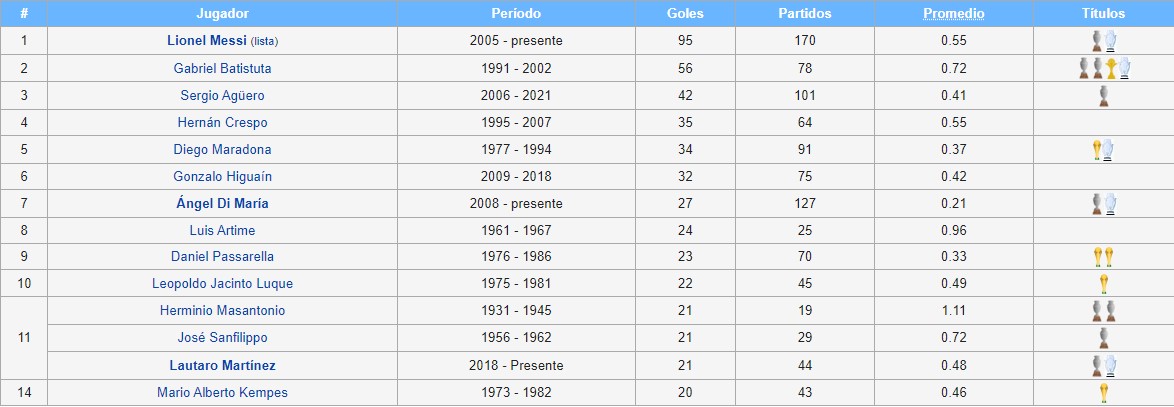 # Jugador Período Goles Partidos Promedio Títulos
1 Lionel Messi (lista) 2005 - presente 95 170 0.55
2 Gabriel Batistuta 1991 - 2002 56 78 0.72
3 Sergio Agüero 2006 - 2021 42 101 0.41
4 Hernán Crespo 1995 - 2007 35 64 0.55
5 Diego Maradona 1977 - 1994 34 91 0.37
6 Gonzalo Higuaín 2009 - 2018 32 75 0.42
7 Ángel Di María 2008 - presente 27 127 0.21
8 Luis Artime 1961 - 1967 24 25 0.96
9 Daniel Passarella 1976 - 1986 23 70 0.33
10 Leopoldo Jacinto Luque 1975 - 1981 22 45 0.49
Herminio Masantonio 1931 - 1945 21 19 1.11
11 José Sanfilippo 1956 - 1962 21 29 0.72
Lautaro Martínez 2018 - Presente 21 44 0.48
14 Mario Alberto Kempes 1973 - 1982 20 43 0.46